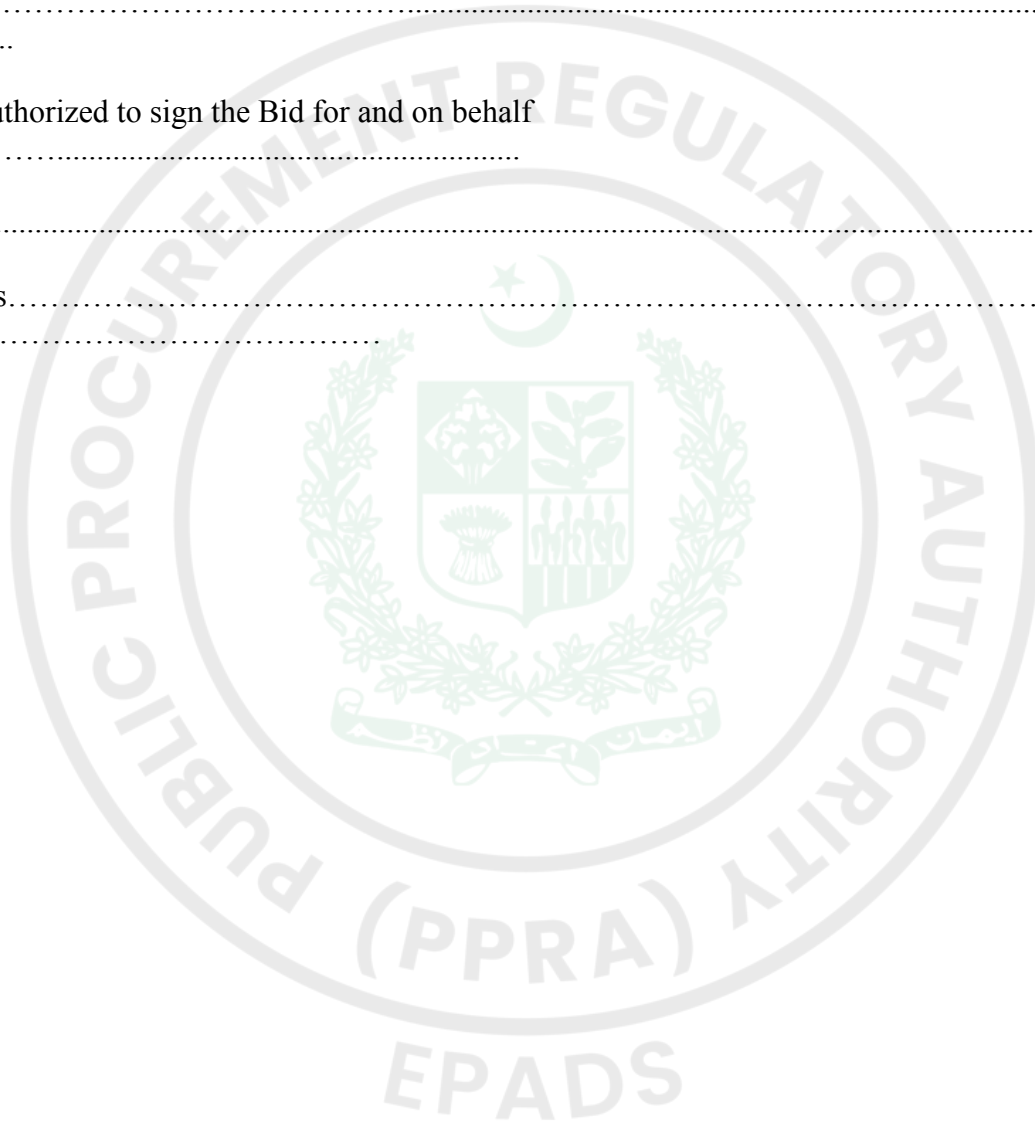 ……………………………………...........................................................................
..
uthorized to sign the Bid for and on behalf
……..........................................................
...........................................................................................................................
s………………………………………………………………………………
………………………………
PUBLIC PROCUREMENT REGULATORY AUTHORITY
(PPRA)
EPADS